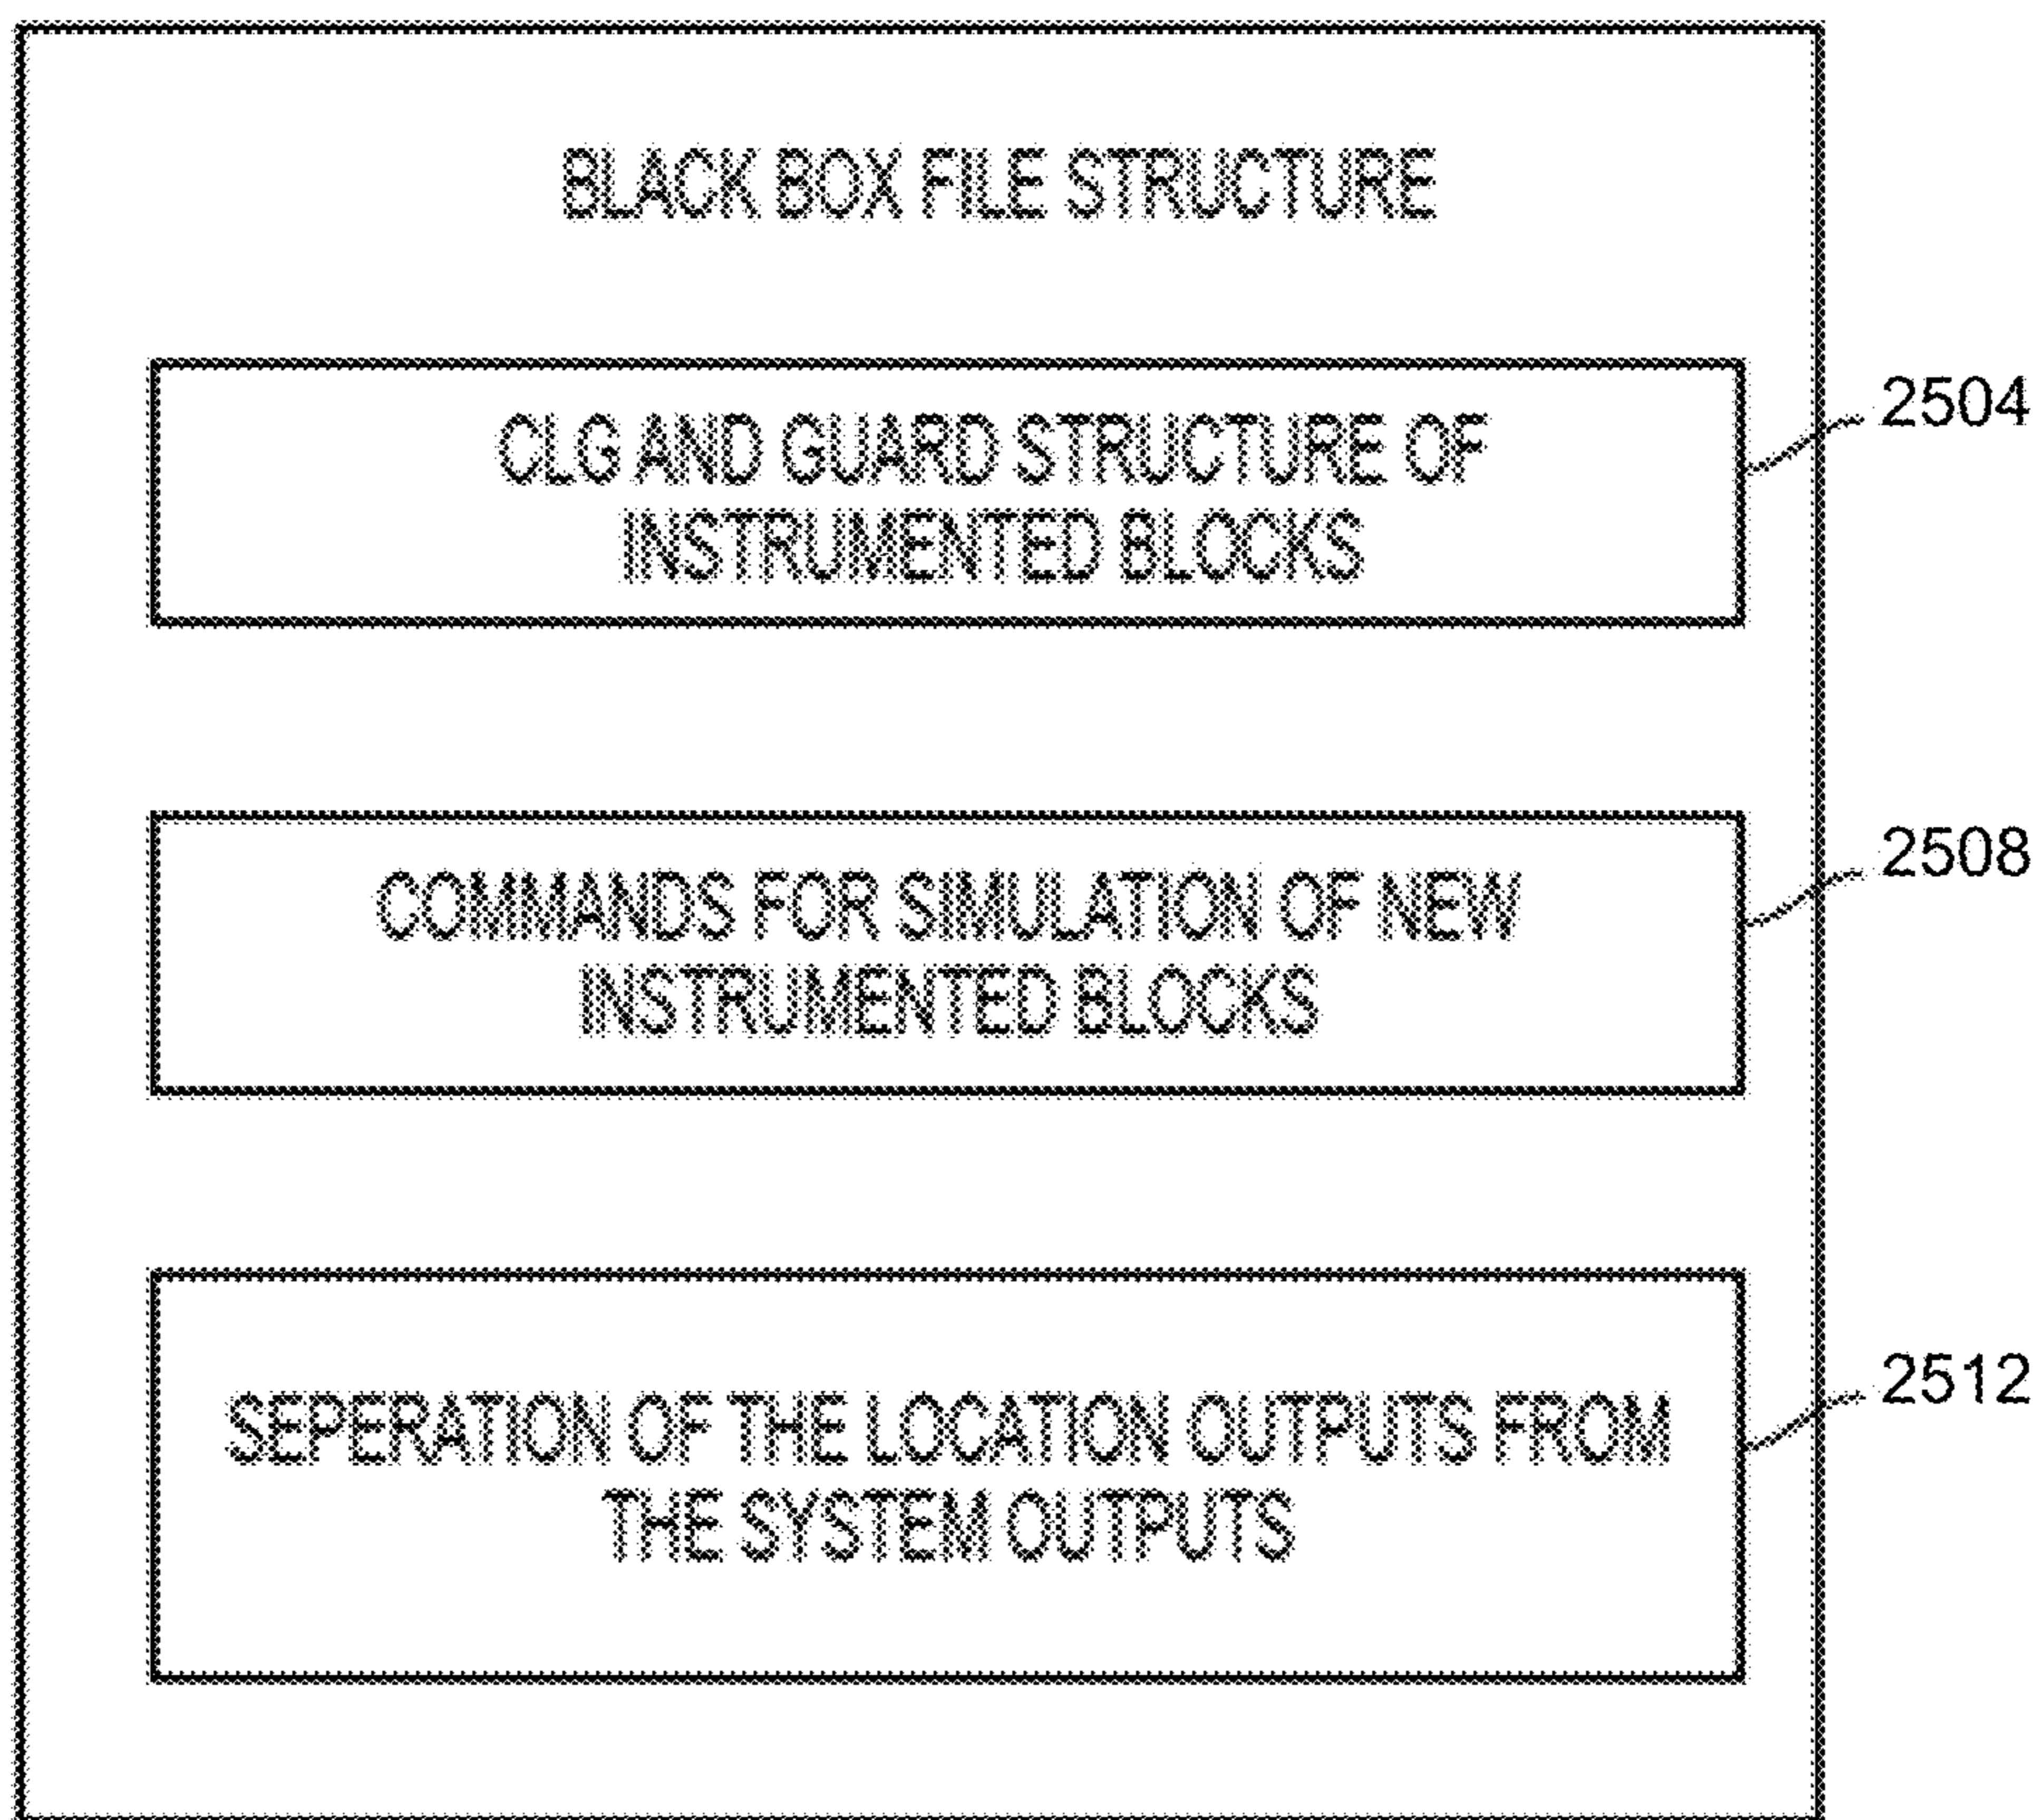 BLACK BOX FILE STRUCTURE
CLG AND GUARD STRUCTURE OF
INSTRUMENTED BLOCKS
2504
COMMANDS FOR SIMULATION OF NEW
INSTRUMENTED BLOCKS
2508
SEPERATION OF THE LOCATION OUTPUTS FROM
THE SYSTEM OUTPUTS
2512